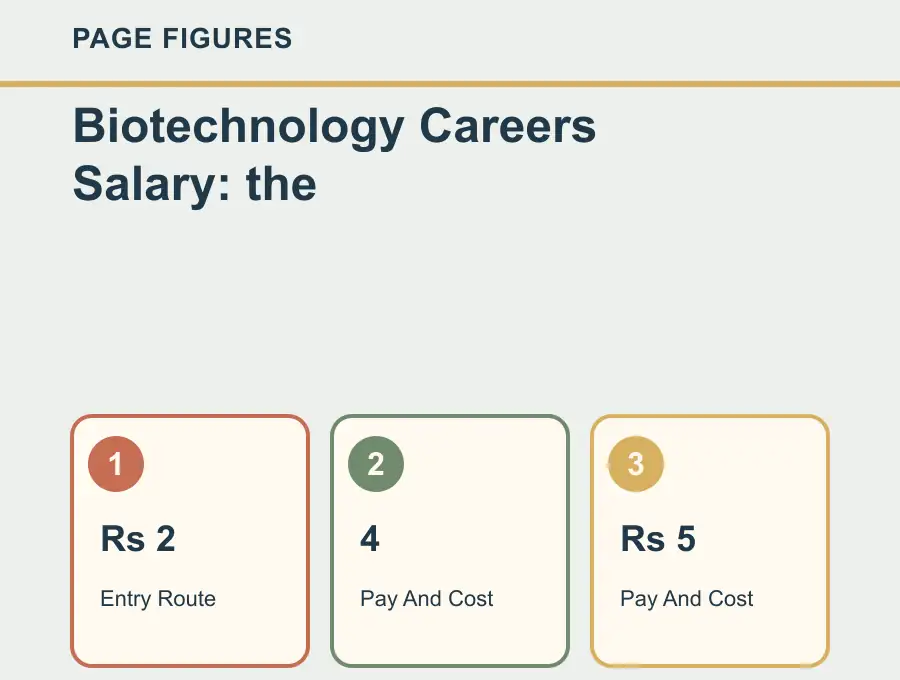 PAGE FIGURES
Biotechnology Careers
Salary: the
1
2
3
Rs 2
4
Rs 5
Entry Route
Pay And Cost
Pay And Cost